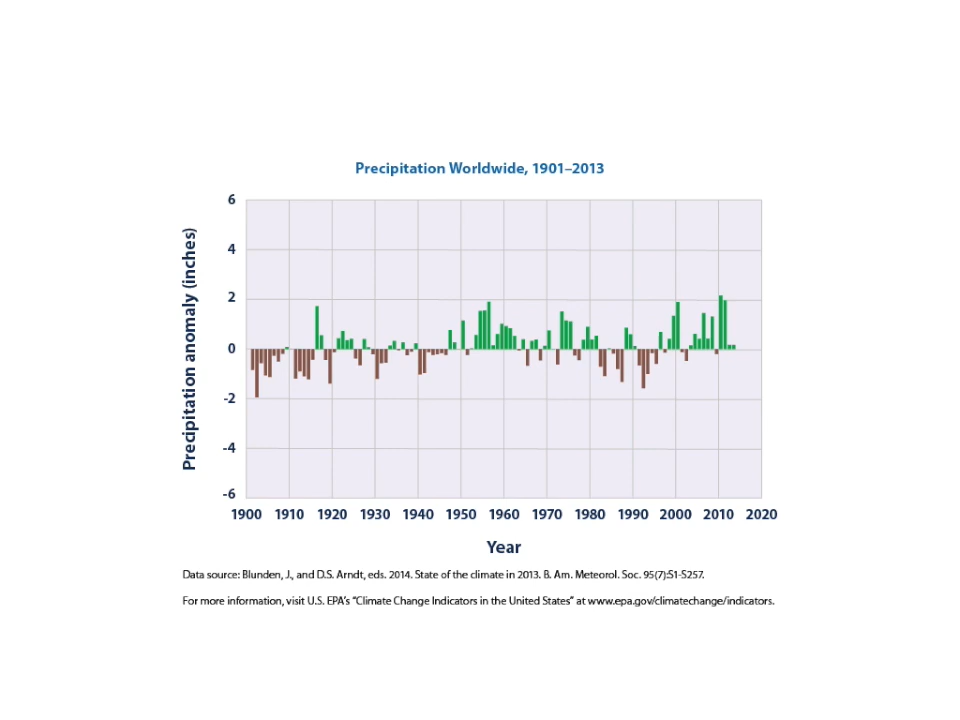 Precipitation Worldwide, 1901–2013
Precipitation anomaly (inches)
6
4
2
0
-2
-4
-6
1900 1910 1920 1930 1940 1950 1960 1970 1980 1990 2000 2010 2020
Year
Data source: Blunden, J., and D.S. Arndt, eds. 2014. State of the climate in 2013. B. Am. Meteorol. Soc. 95(7):S1-S257.
For more information, visit U.S. EPA's "Climate Change Indicators in the United States" at www.epa.gov/climatechange/indicators.